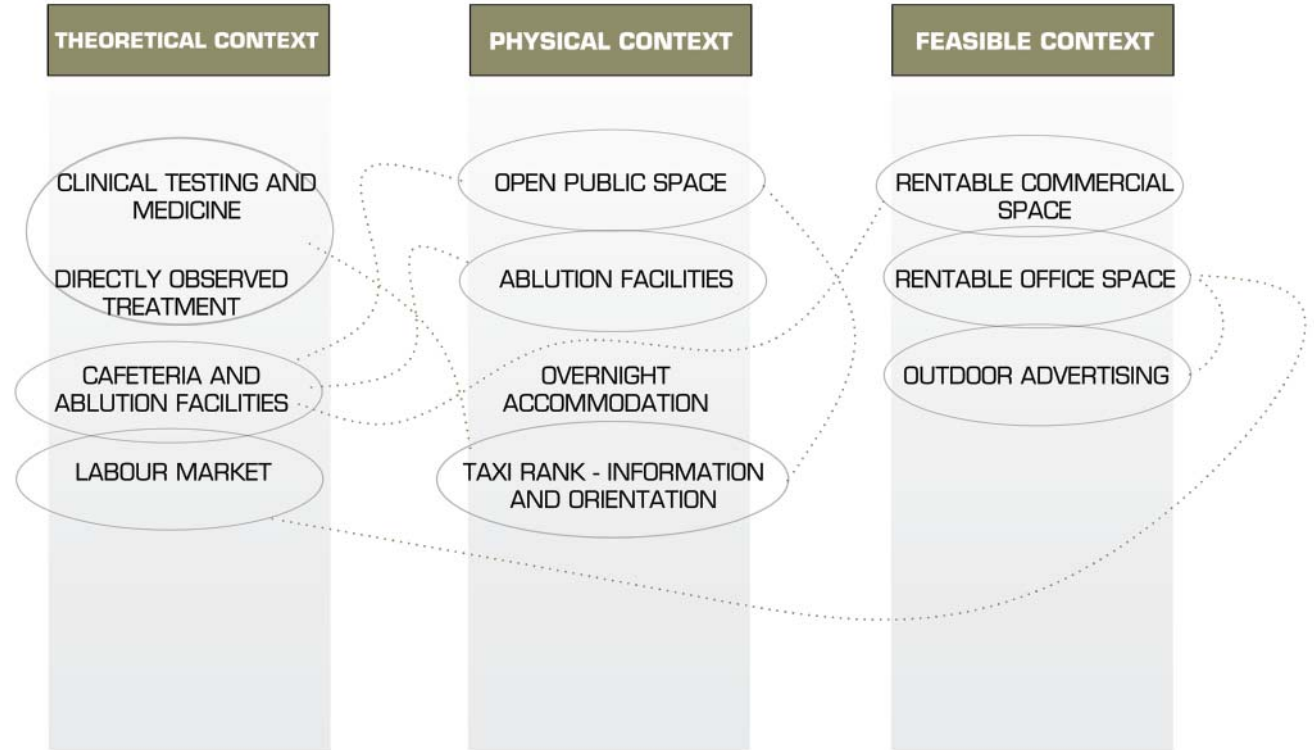 THEORETICAL CONTEXT
CLINICAL TESTING AND
MEDICINE
DIRECTLY OBSERVED
TREATMENT
CAFETERIA AND
ABLUTION FACILITIES
LABOUR MARKET
PHYSICAL CONTEXT
OPEN PUBLIC SPACE
ABLUTION FACILITIES
OVERNIGHT
ACCOMMODATION
TAXI RANK - INFORMATION
AND ORIENTATION
FEASIBLE CONTEXT
RENTABLE COMMERCIAL
SPACE
RENTABLE OFFICE SPACE
OUTDOOR ADVERTISING